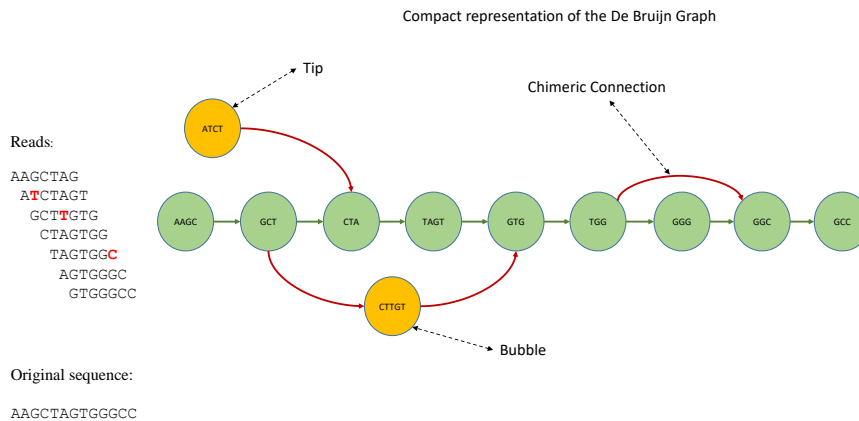 Compact representation of the De Bruijn Graph
Tip
Chimeric Connection
ATCT
Reads:
AAGCTAG
ATCTAGT
GCTTGTG
CTAGTGG
TAGTGGC
AGTGGGC
GTGGGCC
AAGC
GCT
CTA
TAGT
GTG
TGG
GGG
GGC
GCC
CTTGT
Bubble
Original sequence:
AAGCTAGTGGGCC